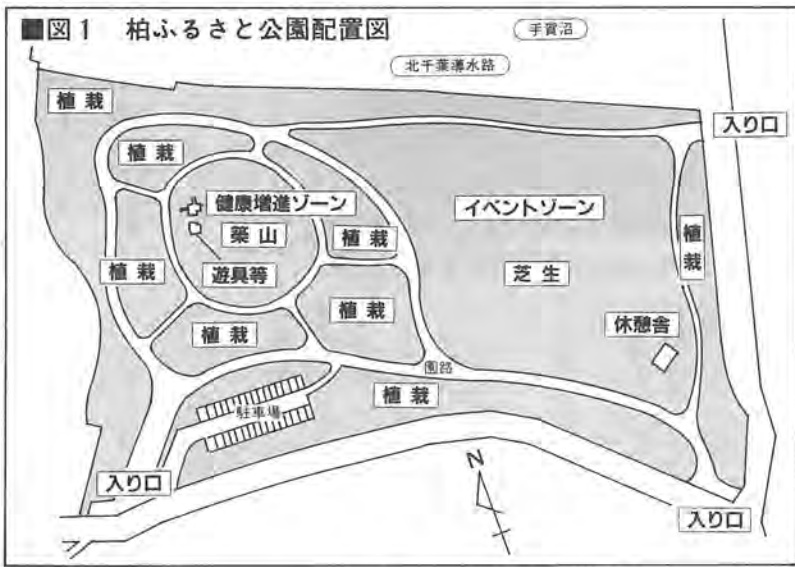 ■図1 柏ふるさと公園配置図
手賀沼
北千葉導水路
植栽
入り口
植栽
健康増進ゾーン
イベントゾーン
築山
植栽
植栽
植栽
遊具等
芝生
植栽
植栽
休憩舎
園路
植栽
駐車場
入り口
N
入り口